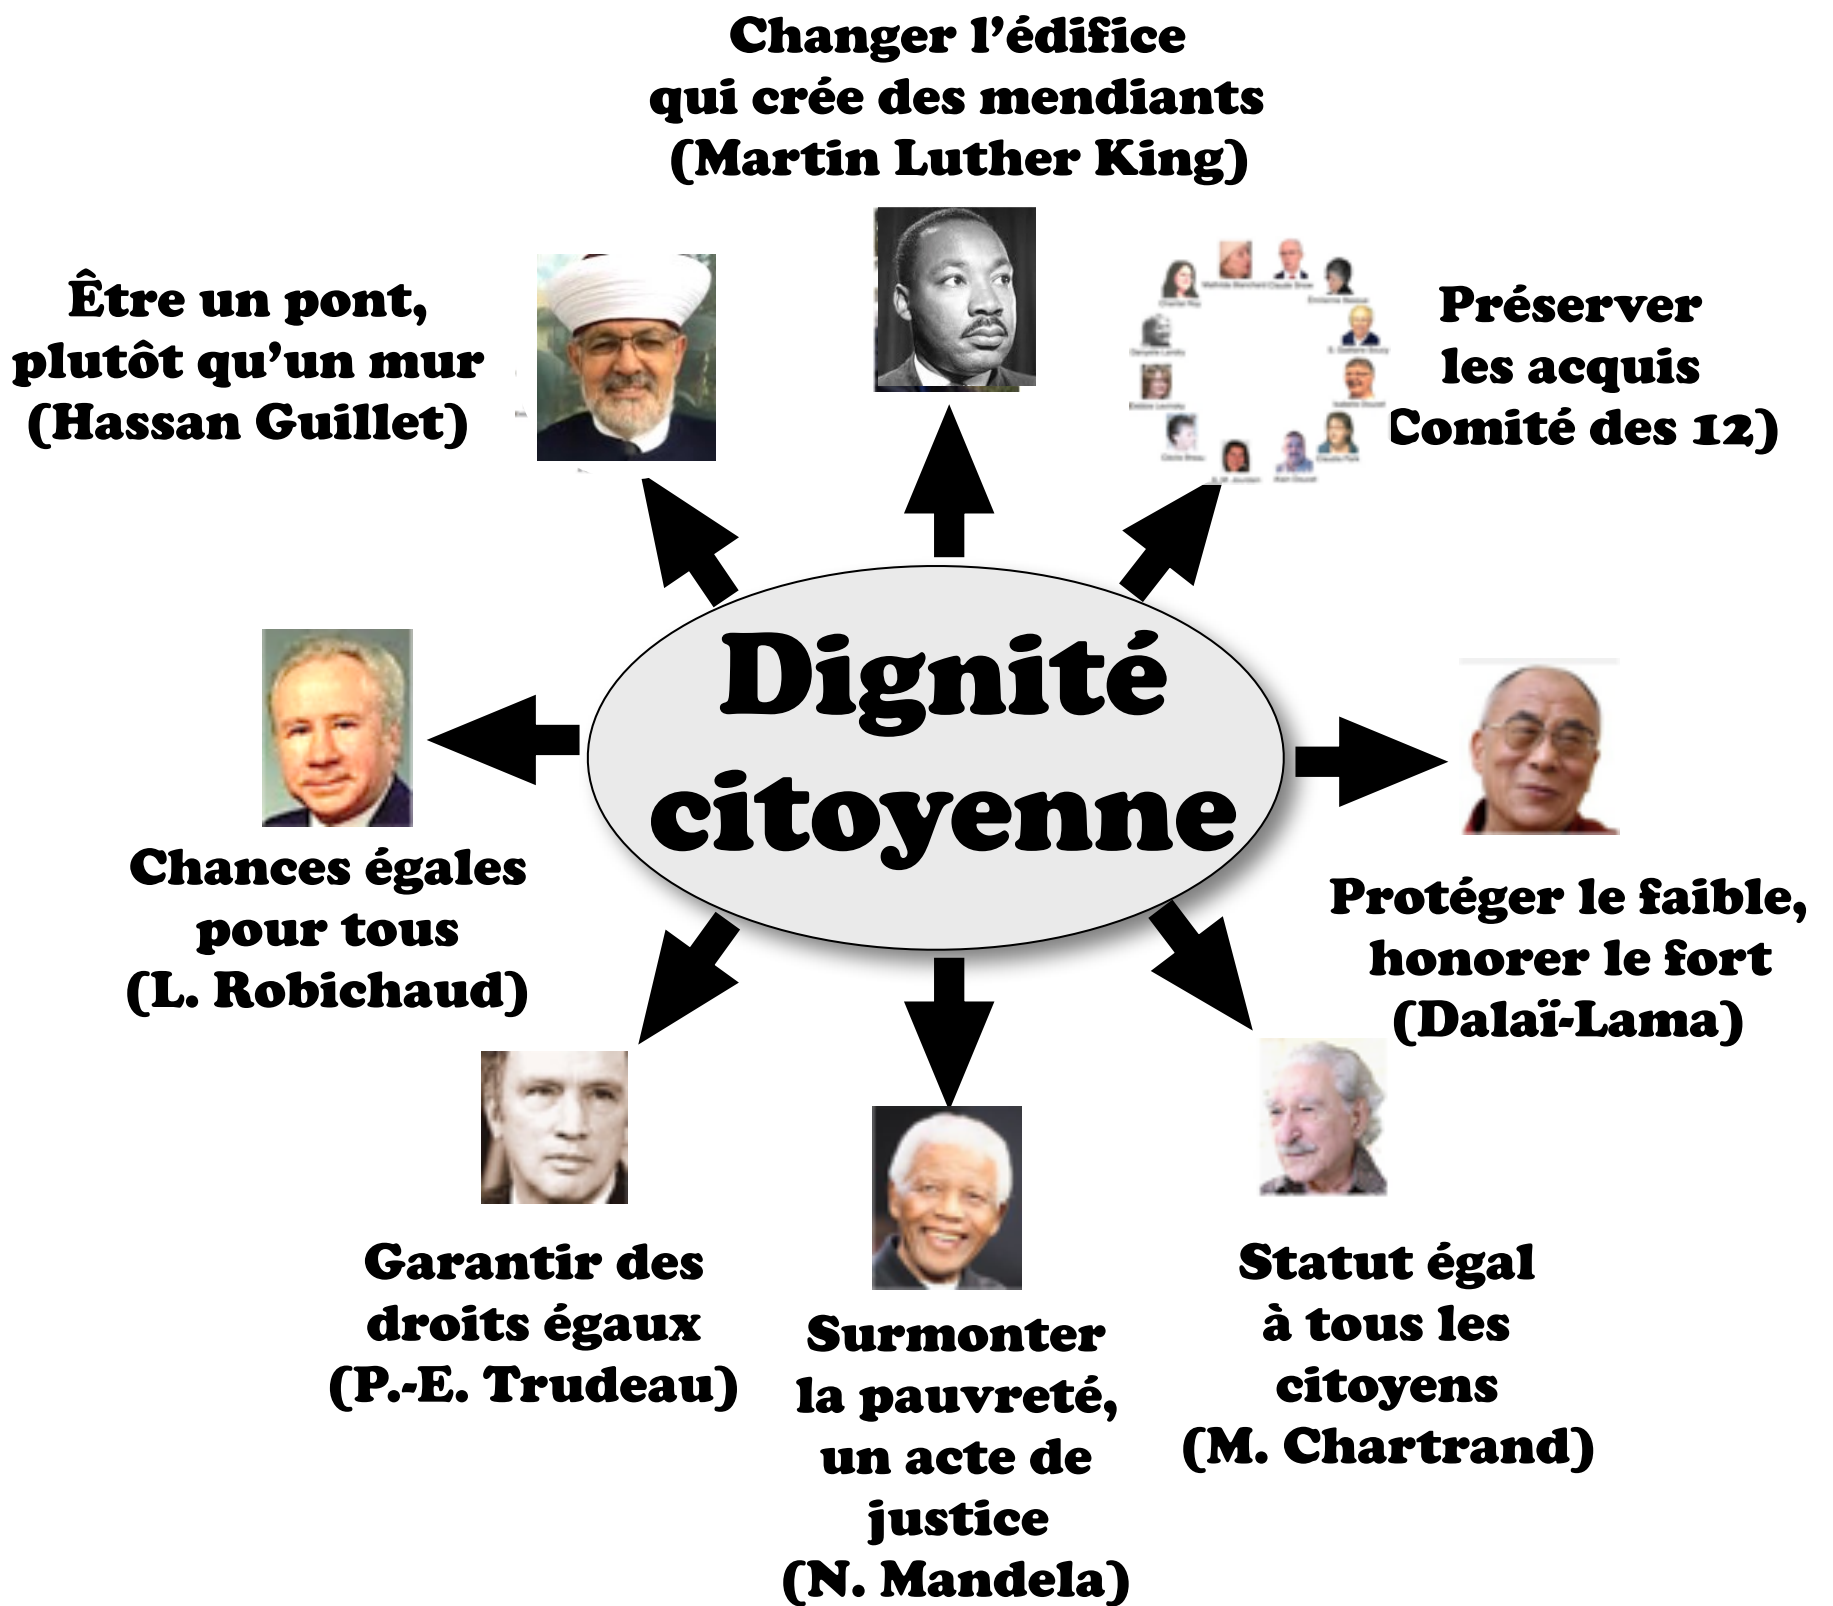 Changer l'édifice
qui crée des mendiants
(Martin Luther King)
Être un pont,
plutôt qu'un mur
(Hassan Guillet)
Préserver
les acquis
Comité des 12)
Dignité
citoyenne
Chances égales
pour tous
(L. Robichaud)
Protéger le faible,
honorer le fort
(Dalaï-Lama)
Garantir des
droits égaux
(P.-E. Trudeau)
Surmonter
la pauvreté,
un acte de
justice
(N. Mandela)
Statut égal
à tous les
citoyens
(M. Chartrand)